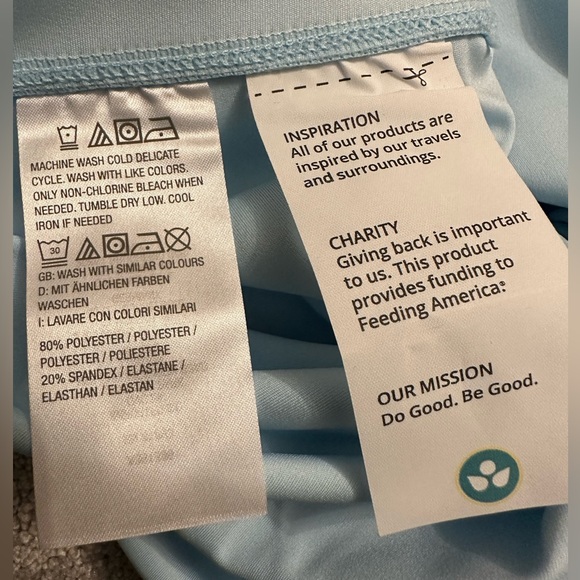 MACHINE WASH COLD DELICATE
CYCLE. WASH WITH LIKE COLORS.
ONLY NON-CHLORINE BLEACH WHEN
NEEDED. TUMBLE DRY LOW. COOL
IRON IF NEEDED
30
GB: WASH WITH SIMILAR COLOURS
D: MIT ÄHNLICHEN FARBEN
WASCHEN
I: LAVARE CON COLORI SIMILARI
80% POLYESTER / POLYESTER /
POLYESTER / POLIESTERE
20% SPANDEX / ELASTANE /
ELASTHAN / ELASTAN
INSPIRATION
All of our products are
inspired by our travels
and surroundings.
CHARITY
Giving back is important
to us. This product
provides funding to
Feeding America®
OUR MISSION
Do Good. Be Good.